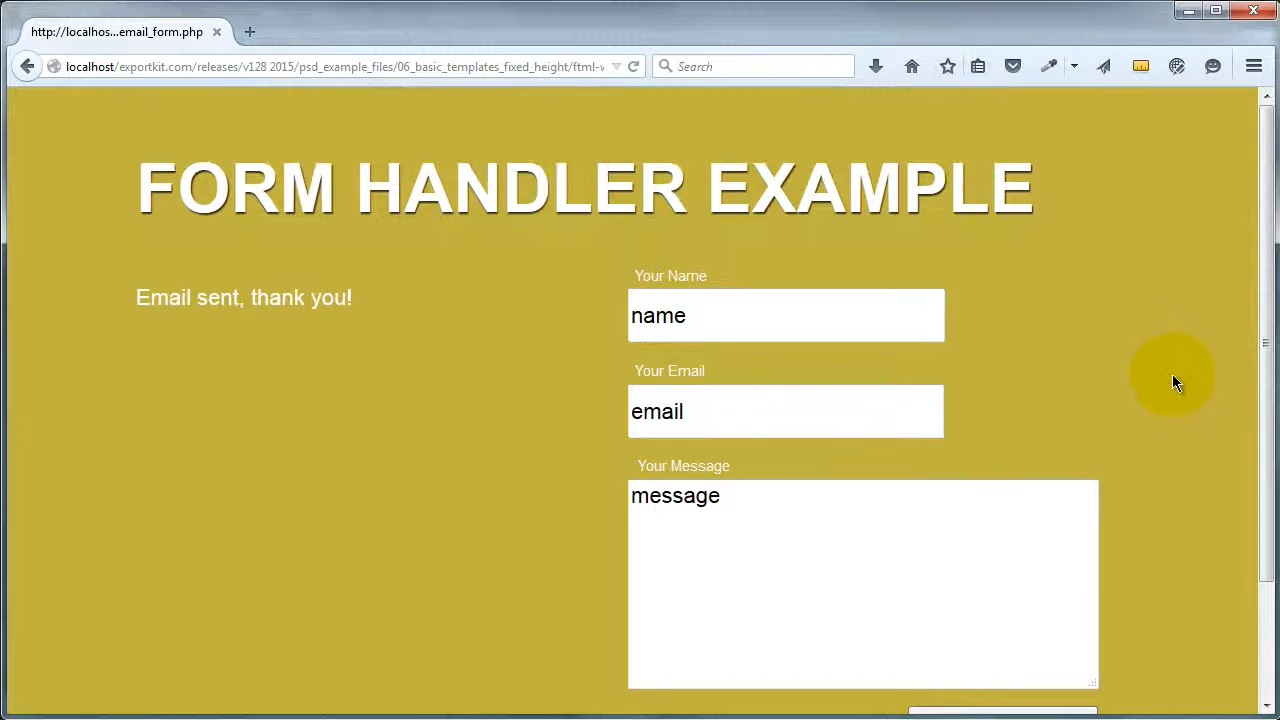 http://localhos...email_form.php
localhost/exportkit.com/releases/v128 2015/psd_example_files/06_basic_templates_fixed_height/ftml-v
Search
FORM HANDLER EXAMPLE
Email sent, thank you!
Your Name
name
Your Email
email
Your Message
message